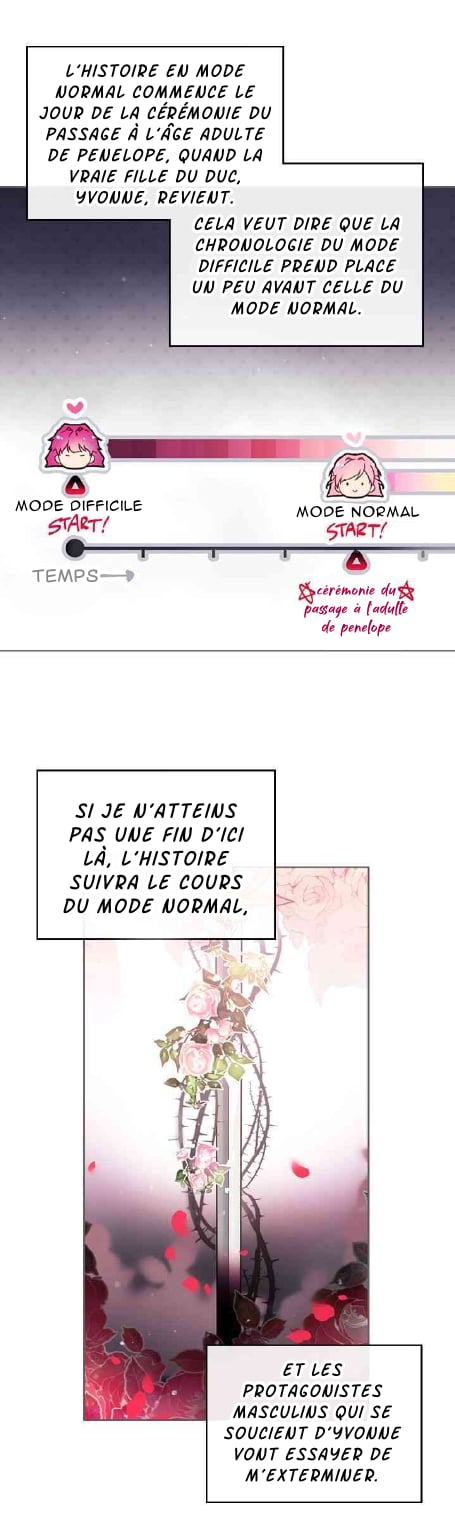 L'HISTOIRE EN MODE
NORMAL COMMENCE LE
JOUR DE LA CÉRÉMONIE DU
PASSAGE À L'ÂGE ADULTE
DE PENELOPE, QUAND LA
VRAIE FILLE DU DUC,
YVONNE, REVIENT.
CELA VEUT DIRE QUE LA
CHRONOLOGIE DU MODE
DIFFICILE PREND PLACE
UN PEU AVANT CELLE DU
MODE NORMAL.
MODE DIFFICILE
START!
MODE NORMAL
START!
TEMPS
cérémonie du
passage à l'adulte
de penelope
SI JE N'ATTEINS
PAS UNE FIN D'ICI
LÀ, L'HISTOIRE
SUIVRA LE COURS
DU MODE NORMAL,
ET LES
PROTAGONISTES
MASCULINS QUI SE
SOUCIENT D'YVONNE
VONT ESSAYER DE
M'EXTERMINER.